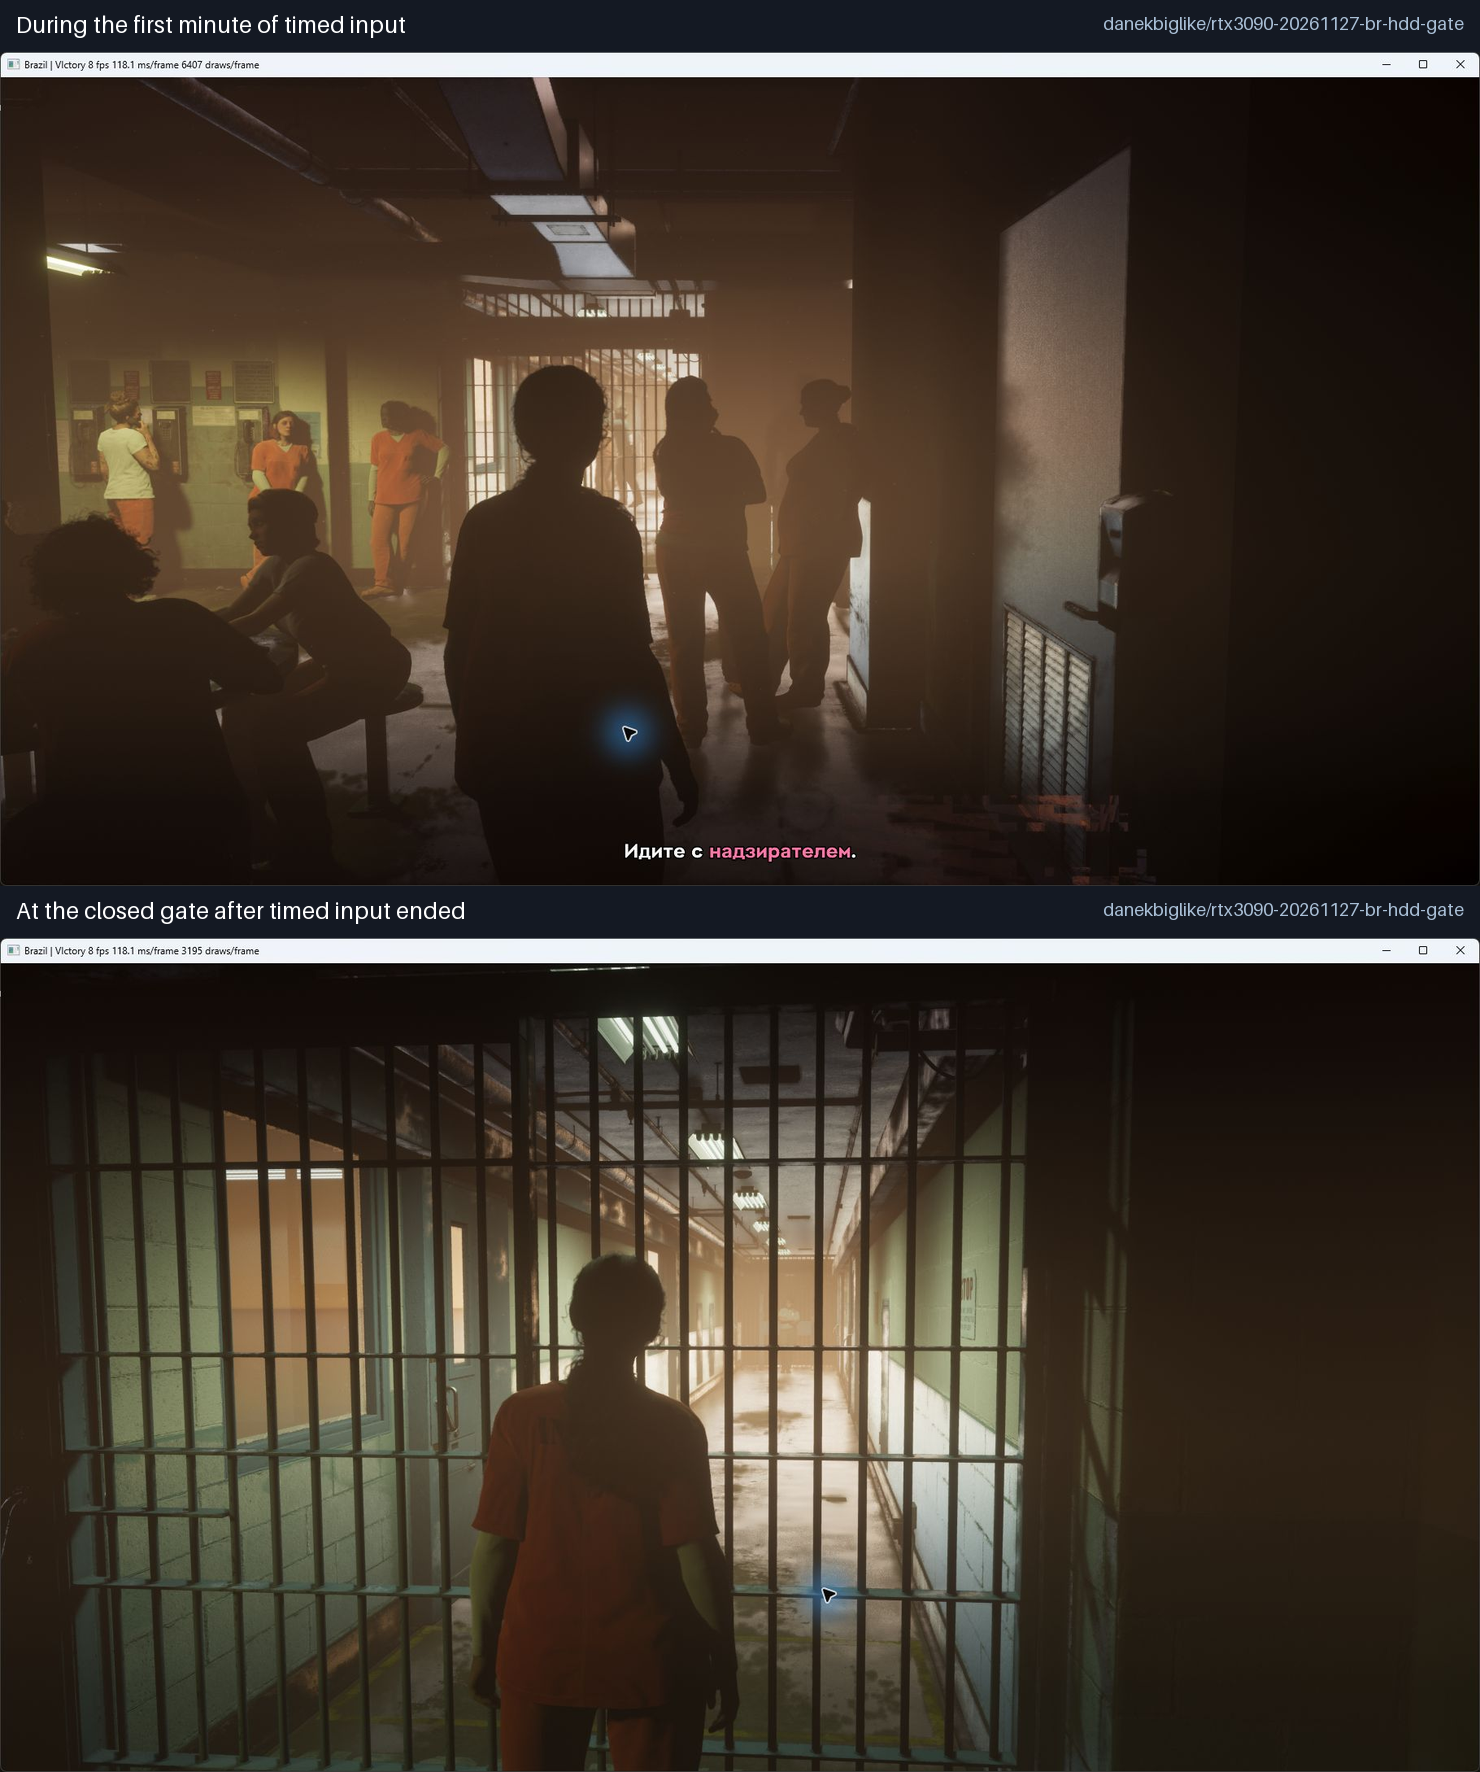 During the first minute of timed input
danekbiglike/rtx3090-20261127-br-hdd-gate
Brazil | VIctory 8 fps 118.1 ms/frame 6407 draws/frame
Идите с надзирателем.
At the closed gate after timed input ended
danekbiglike/rtx3090-20261127-br-hdd-gate
Brazil | VIctory 8 fps 118.1 ms/frame 3195 draws/frame